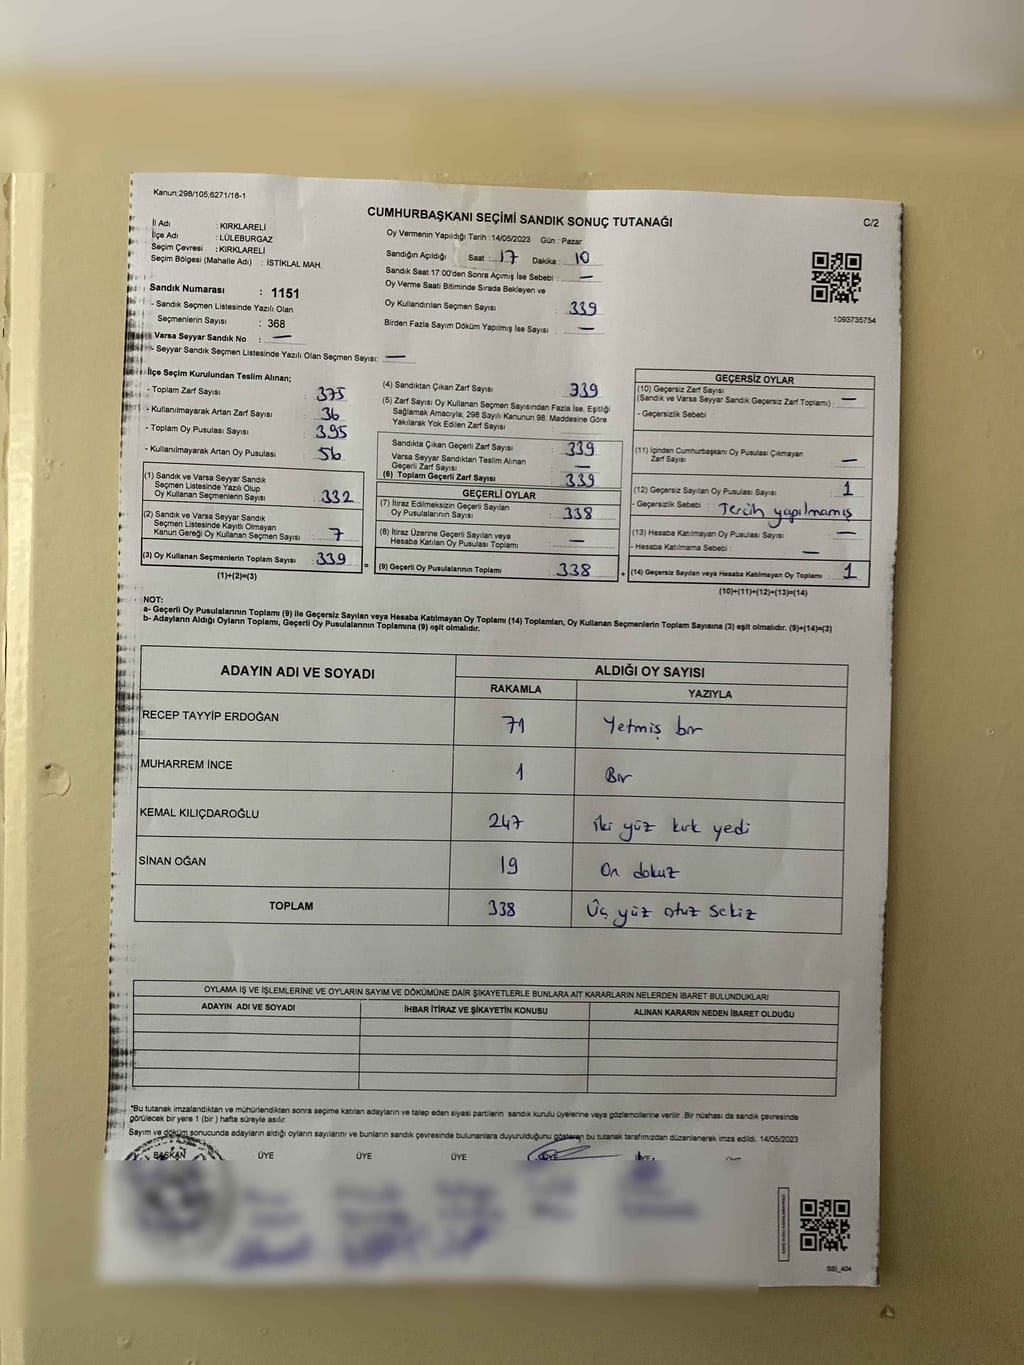 Kanun;298/105,6271/18-1
CUMHURBAŞKANI SEÇİMİ SANDIK SONUÇ TUTANAĞI
C/2
İl Adı : KIRKLARELİ
İlçe Adı : LÜLEBURGAZ
Seçim Çevresi : KIRKLARELİ
Seçim Bölgesi (Mahalle Adı) : İSTİKLAL MAH.
Sandık Numarası : 1151
- Sandık Seçmen Listesinde Yazılı Olan
Seçmenlerin Sayısı : 368
Varsa Seyyar Sandık No : —
- Seyyar Sandık Seçmen Listesinde Yazılı Olan Seçmen Sayısı: —
Oy Vermenin Yapıldığı Tarih :14/05/2023 Gün : Pazar
Sandığın Açıldığı Saat : 17 Dakika : 10
Sandık Saat 17:00'den Sonra Açımış İse Sebebi : —
Oy Verme Saati Bitiminde Sırada Bekleyen ve
Oy Kullandırılan Seçmen Sayısı : 339
Birden Fazla Sayım Döküm Yapılmış İse Sayısı : —
1093735754
İlçe Seçim Kurulundan Teslim Alınan;
- Toplam Zarf Sayısı : 375
- Kullanılmayarak Artan Zarf Sayısı : 36
- Toplam Oy Pusulası Sayısı : 395
- Kullanılmayarak Artan Oy Pusulası : 56
(1) Sandık ve Varsa Seyyar Sandık
Seçmen Listesinde Yazılı Olup
Oy Kullanan Seçmenlerin Sayısı : 332
(2) Sandık ve Varsa Seyyar Sandık
Seçmen Listesinde Kayıtlı Olmayan
Kanun Gereği Oy Kullanan Seçmen Sayısı : 7
(3) Oy Kullanan Seçmenlerin Toplam Sayısı : 339
(1)+(2)=(3)
=
(4) Sandıktan Çıkan Zarf Sayısı : 339
(5) Zarf Sayısı Oy Kullanan Seçmen Sayısından Fazla İse, Eşitliği
Sağlamak Amacıyla; 298 Sayılı Kanunun 98. Maddesine Göre
Yakılarak Yok Edilen Zarf Sayısı :
Sandıkta Çıkan Geçerli Zarf Sayısı : 339
Varsa Seyyar Sandıktan Teslim Alınan
Geçerli Zarf Sayısı : —
(6) Toplam Geçerli Zarf Sayısı : 339
GEÇERLİ OYLAR
(7) İtiraz Edilmeksizin Geçerli Sayılan
Oy Pusulalarının Sayısı : 338
(8) İtiraz Üzerine Geçerli Sayılan veya
Hesaba Katılan Oy Pusulası Toplamı : —
(9) Geçerli Oy Pusulalarının Toplamı : 338
+
GEÇERSİZ OYLAR
(10) Geçersiz Zarf Sayısı
(Sandık ve Varsa Seyyar Sandık Geçersiz Zarf Toplamı) : —
- Geçersizlik Sebebi :
(11) İçinden Cumhurbaşkanı Oy Pusulası Çıkmayan
Zarf Sayısı : —
(12) Geçersiz Sayılan Oy Pusulası Sayısı : 1
- Geçersizlik Sebebi : Tercih yapılmamış
(13) Hesaba Katılmayan Oy Pusulası Sayısı : —
- Hesaba Katılmama Sebebi : —
(14) Geçersiz Sayılan veya Hesaba Katılmayan Oy Toplamı : 1
(10)+(11)+(12)+(13)=(14)
NOT:
a- Geçerli Oy Pusulalarının Toplamı (9) ile Geçersiz Sayılan veya Hesaba Katılmayan Oy Toplamı (14) Toplamları, Oy Kullanan Seçmenlerin Toplam Sayısına (3) eşit olmalıdır. (9)+(14)=(3)
b- Adayların Aldığı Oyların Toplamı, Geçerli Oy Pusulalarının Toplamına (9) eşit olmalıdır.
ADAYIN ADI VE SOYADI
ALDIĞI OY SAYISI
RAKAMLA YAZIYLA
RECEP TAYYİP ERDOĞAN 71 Yetmiş bir
MUHARREM İNCE 1 Bir
KEMAL KILIÇDAROĞLU 247 iki yüz kırk yedi
SİNAN OĞAN 19 On dokuz
TOPLAM 338 Üç yüz otuz sekiz
OYLAMA İŞ VE İŞLEMLERİNE VE OYLARIN SAYIM VE DÖKÜMÜNE DAİR ŞİKAYETLERLE BUNLARA AİT KARARLARIN NELERDEN İBARET BULUNDUKLARI
ADAYIN ADI VE SOYADI İHBAR İTİRAZ VE ŞİKAYETİN KONUSU ALINAN KARARIN NEDEN İBARET OLDUĞU
*Bu tutanak imzalandıktan ve mühürlendikten sonra seçime katılan adayların ve talep eden siyasi partilerin sandık kurulu üyelerine veya gözlemcilerine verilir. Bir nüshası da sandık çevresinde
görülecek bir yere 1 (bir ) hafta süreyle asılır.
Sayım ve döküm sonucunda adayların aldığı oyların sayılarını ve bunların sandık çevresinde bulunanlara duyurulduğunu gösteren bu tutanak tarafımızdan düzenlenerek imza edildi. 14/05/2023
BAŞKAN ÜYE ÜYE ÜYE ÜYE ÜYE
SSI_404